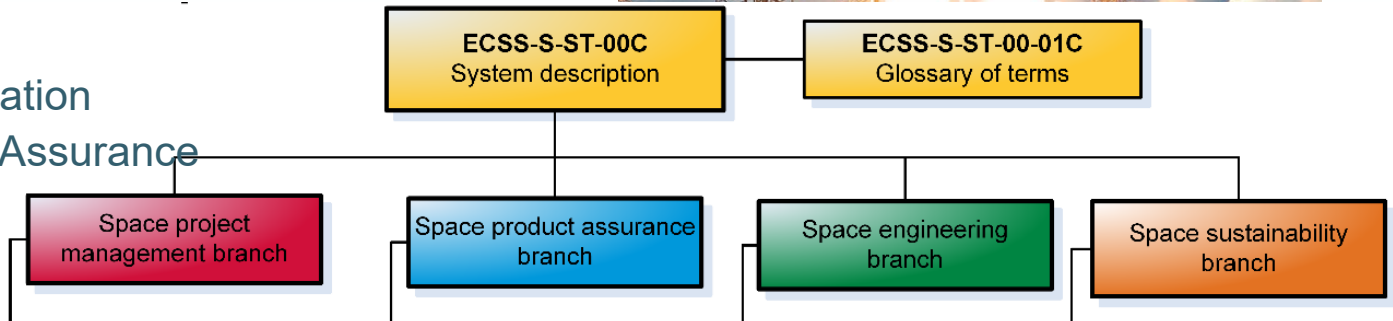 ECSS-S-ST-00C
System description
ECSS-S-ST-00-01C
Glossary of terms
ation
Assurance
Space project
management branch
Space product assurance
branch
Space engineering
branch
Space sustainability
branch